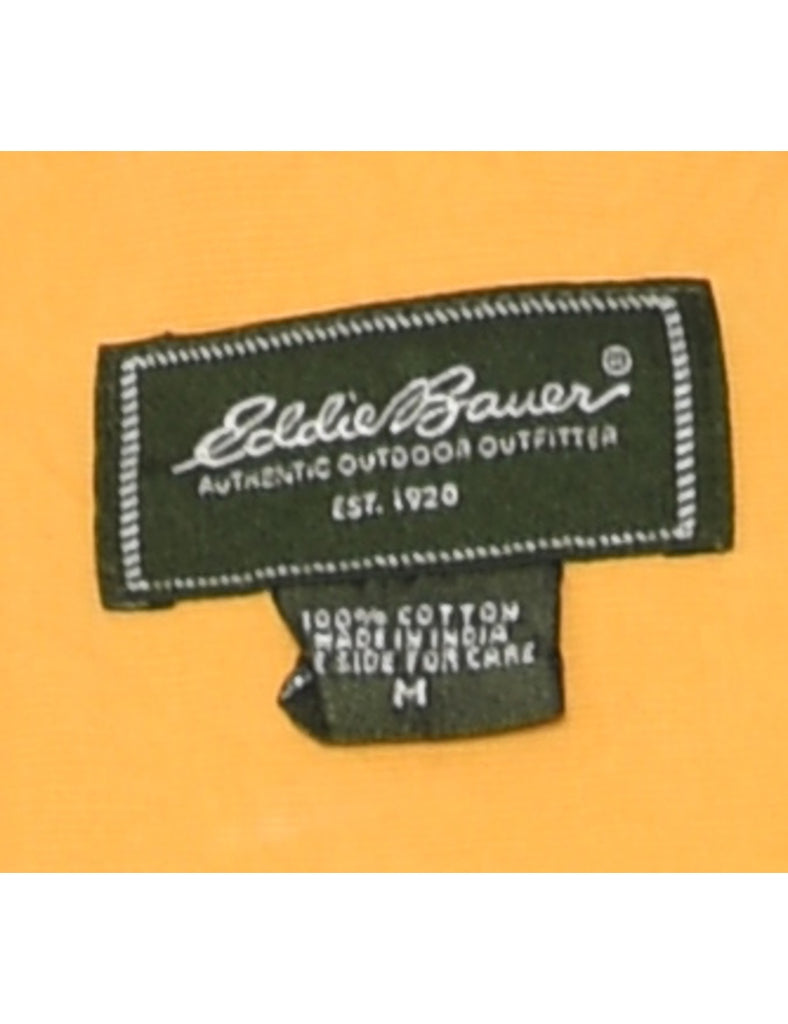 Eddie Bauer®
AUTHENTIC OUTDOOR OUTFITTER
EST. 1920
100% COTTON
MADE IN INDIA
E SIDE FOR CARE
M